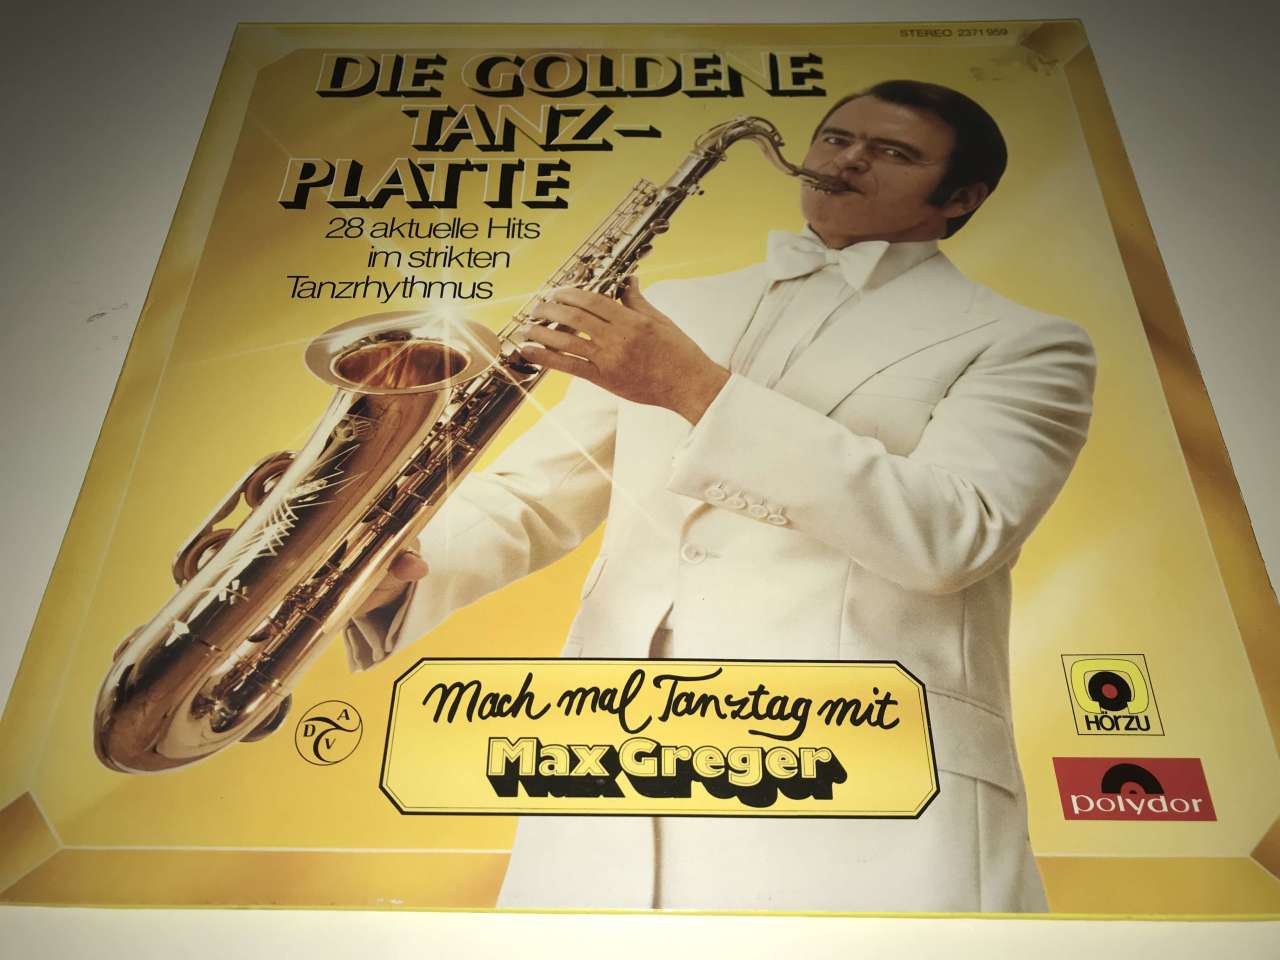 STEREO 2371 959
DIE GOLDENE
TANZ-
PLATTE
28 aktuelle Hits
im strikten
Tanzrhythmus
Mach mal Tanztag mit
Max Greger
D A V
HÖRZU
polydor